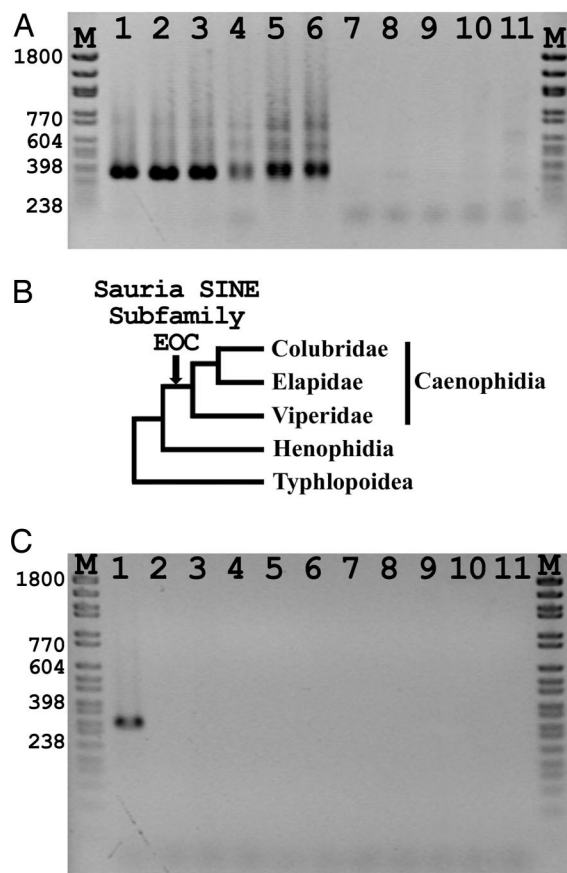 A
M 1 2 3 4 5 6 7 8 9 10 11 M
1800
770
604
398
238
B
Sauria SINE
Subfamily
EOC
Colubridae
Elapidae
Viperidae
Caenophidia
Henophidia
Typhlopoidea
C
M 1 2 3 4 5 6 7 8 9 10 11 M
1800
770
604
398
238